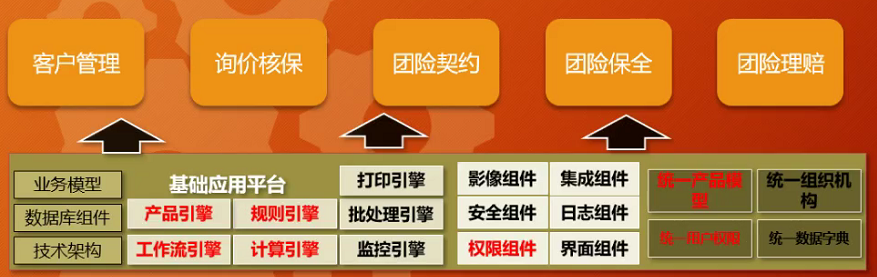 客户管理
询价核保
团险契约
团险保全
团险理赔
业务模型
数据库组件
技术架构
基础应用平台
产品引擎
规则引擎
工作流引擎
计算引擎
打印引擎
批处理引擎
监控引擎
影像组件
集成组件
安全组件
日志组件
权限组件
界面组件
统一产品模
型
统一组织机
构
统一用户权限
统一数据字典